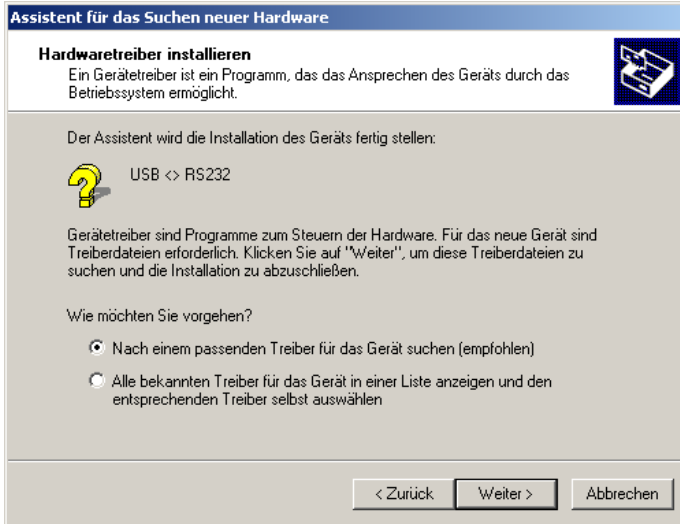 Assistent für das Suchen neuer Hardware
Hardwaretreiber installieren
Ein Gerätetreiber ist ein Programm, das das Ansprechen des Geräts durch das
Betriebssystem ermöglicht.
Der Assistent wird die Installation des Geräts fertig stellen:
USB <> RS232
Gerätetreiber sind Programme zum Steuern der Hardware. Für das neue Gerät sind
Treiberdateien erforderlich. Klicken Sie auf "Weiter", um diese Treiberdateien zu
suchen und die Installation zu abzuschließen.
Wie möchten Sie vorgehen?
Nach einem passenden Treiber für das Gerät suchen (empfohlen)
Alle bekannten Treiber für das Gerät in einer Liste anzeigen und den
entsprechenden Treiber selbst auswählen
< Zurück Weiter > Abbrechen